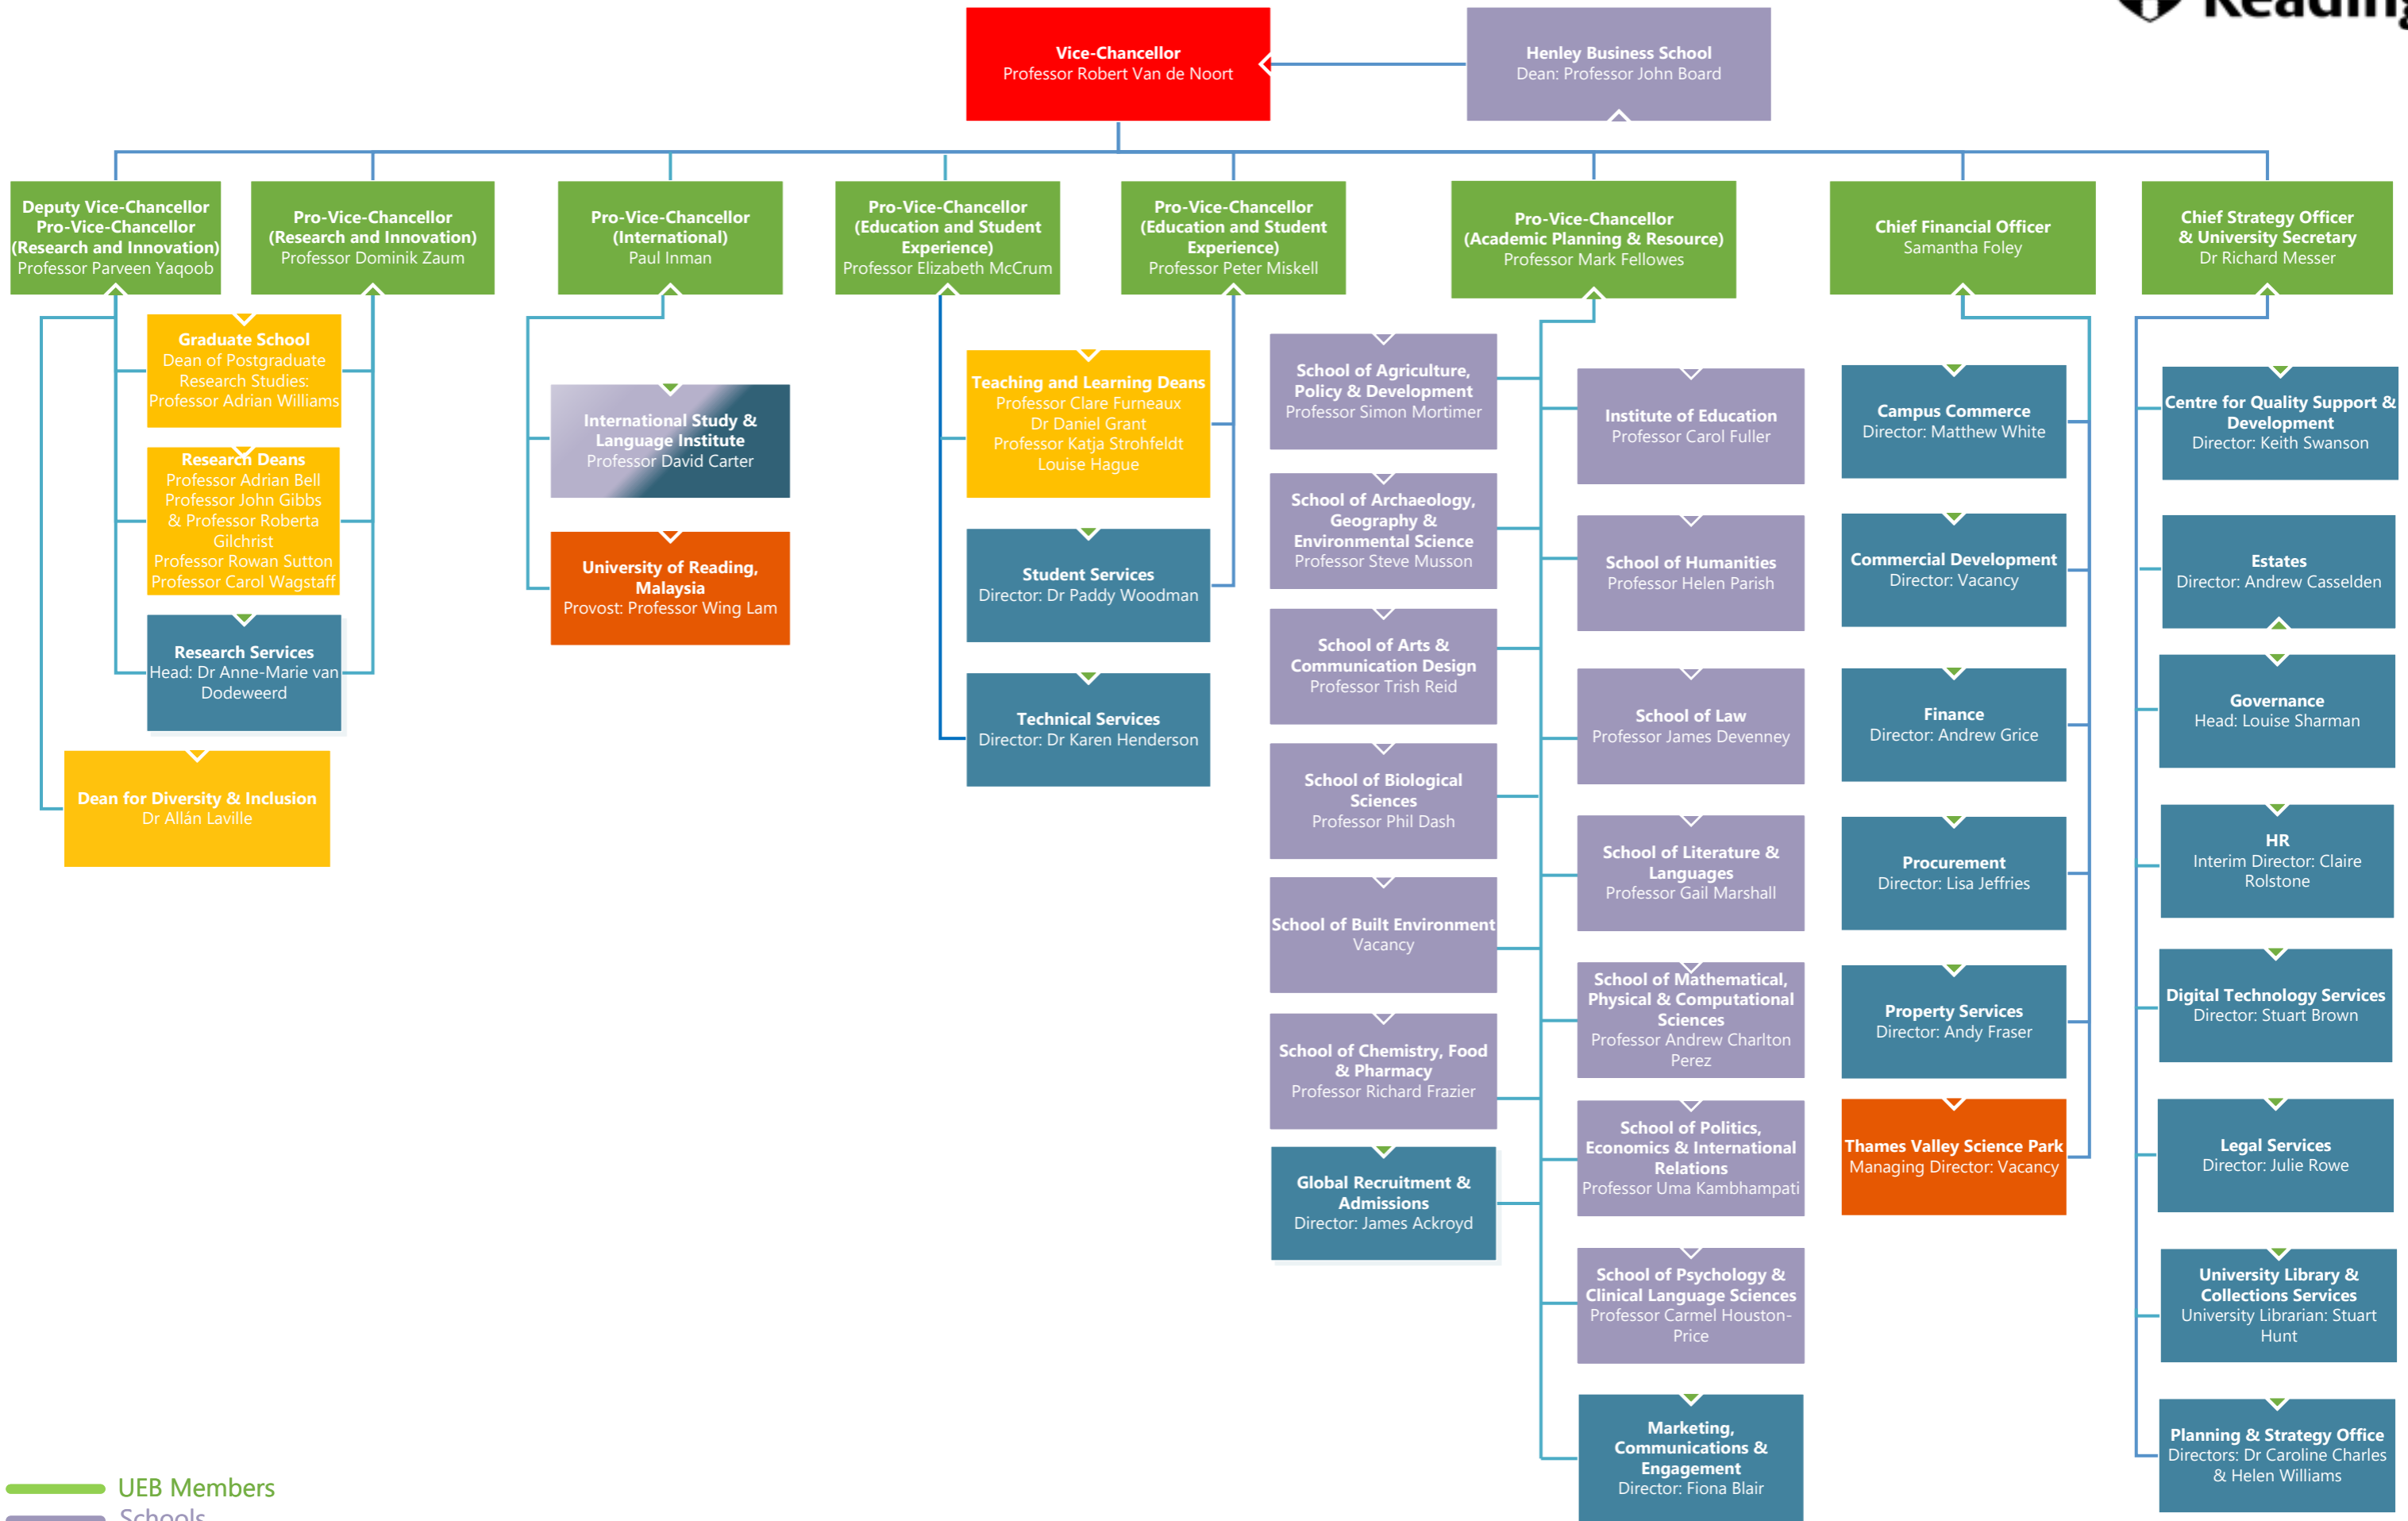 Reading
Vice-Chancellor
Professor Robert Van de Noort
Henley Business School
Dean: Professor John Board
Deputy Vice-Chancellor
Pro-Vice-Chancellor
(Research and Innovation)
Professor Parveen Yaqoob
Pro-Vice-Chancellor
(Research and Innovation)
Professor Dominik Zaum
Pro-Vice-Chancellor
(International)
Paul Inman
Pro-Vice-Chancellor
(Education and Student
Experience)
Professor Elizabeth McCrum
Pro-Vice-Chancellor
(Education and Student
Experience)
Professor Peter Miskell
Pro-Vice-Chancellor
(Academic Planning & Resource)
Professor Mark Fellowes
Chief Financial Officer
Samantha Foley
Chief Strategy Officer
& University Secretary
Dr Richard Messer
Graduate School
Dean of Postgraduate
Research Studies:
Professor Adrian Williams
Research Deans
Professor Adrian Bell
Professor John Gibbs
& Professor Roberta
Gilchrist
Professor Rowan Sutton
Professor Carol Wagstaff
Research Services
Head: Dr Anne-Marie van
Dodeweerd
Dean for Diversity & Inclusion
Dr Allán Laville
International Study &
Language Institute
Professor David Carter
University of Reading,
Malaysia
Provost: Professor Wing Lam
Teaching and Learning Deans
Professor Clare Furneaux
Dr Daniel Grant
Professor Katja Strohfeldt
Louise Hague
Student Services
Director: Dr Paddy Woodman
Technical Services
Director: Dr Karen Henderson
School of Agriculture,
Policy & Development
Professor Simon Mortimer
School of Archaeology,
Geography &
Environmental Science
Professor Steve Musson
School of Arts &
Communication Design
Professor Trish Reid
School of Biological
Sciences
Professor Phil Dash
School of Built Environment
Vacancy
School of Chemistry, Food
& Pharmacy
Professor Richard Frazier
Global Recruitment &
Admissions
Director: James Ackroyd
Institute of Education
Professor Carol Fuller
School of Humanities
Professor Helen Parish
School of Law
Professor James Devenney
School of Literature &
Languages
Professor Gail Marshall
School of Mathematical,
Physical & Computational
Sciences
Professor Andrew Charlton
Perez
School of Politics,
Economics & International
Relations
Professor Uma Kambhampati
School of Psychology &
Clinical Language Sciences
Professor Carmel Houston-
Price
Marketing,
Communications &
Engagement
Director: Fiona Blair
Campus Commerce
Director: Matthew White
Commercial Development
Director: Vacancy
Finance
Director: Andrew Grice
Procurement
Director: Lisa Jeffries
Property Services
Director: Andy Fraser
Thames Valley Science Park
Managing Director: Vacancy
Centre for Quality Support &
Development
Director: Keith Swanson
Estates
Director: Andrew Casselden
Governance
Head: Louise Sharman
HR
Interim Director: Claire
Rolstone
Digital Technology Services
Director: Stuart Brown
Legal Services
Director: Julie Rowe
University Library &
Collections Services
University Librarian: Stuart
Hunt
Planning & Strategy Office
Directors: Dr Caroline Charles
& Helen Williams
UEB Members
Schools